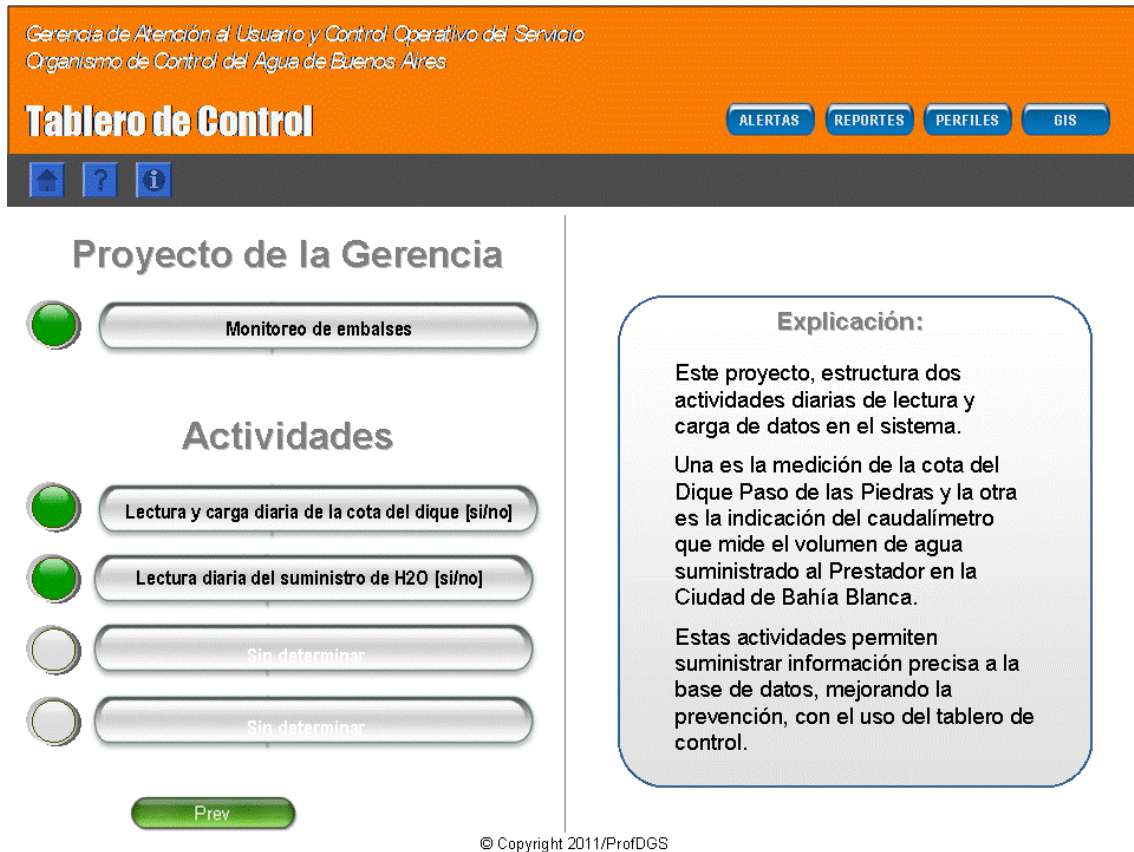 Gerencia de Atención al Usuario y Control Operativo del Servicio
Organismo de Control del Agua de Buenos Aires
Tablero de Control
ALERTAS
REPORTES
PERFILES
GIS
?
i
Proyecto de la Gerencia
Monitoreo de embalses
Actividades
Lectura y carga diaria de la cota del dique [si/no]
Lectura diaria del suministro de H2O [si/no]
Sin determinar
Sin determinar
Prev
Explicación:
Este proyecto, estructura dos
actividades diarias de lectura y
carga de datos en el sistema.
Una es la medición de la cota del
Dique Paso de las Piedras y la otra
es la indicación del caudalímetro
que mide el volumen de agua
suministrado al Prestador en la
Ciudad de Bahía Blanca.
Estas actividades permiten
suministrar información precisa a la
base de datos, mejorando la
prevención, con el uso del tablero de
control.
© Copyright 2011/ProfDGS